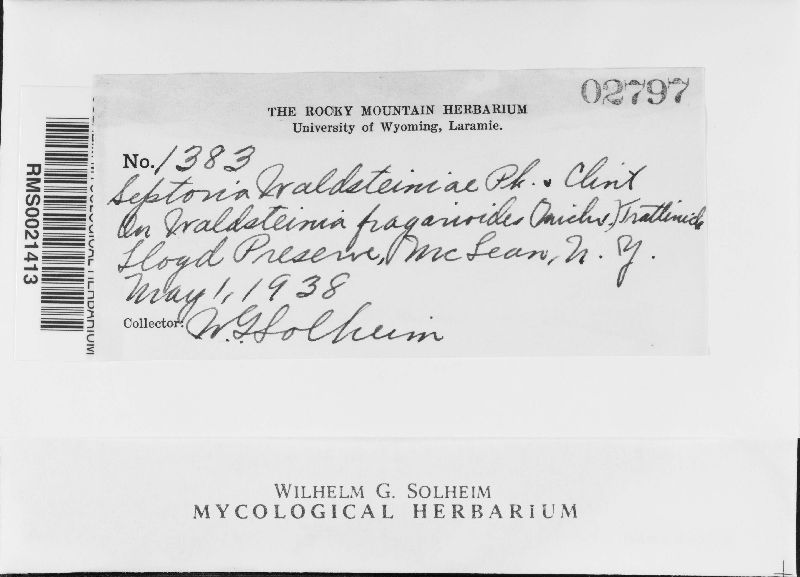 02797
THE ROCKY MOUNTAIN HERBARIUM
University of Wyoming, Laramie.
No. 1383
Septoria Waldsteiniae Pk. & Clint
On Waldsteinia fragarioides (Michx.) Trattinick
Lloyd Preserve, McLean, N. Y.
May 1, 1938
Collector: W.G. Solheim
RMS0021413
WILHELM G. SOLHEIM
MYCOLOGICAL HERBARIUM